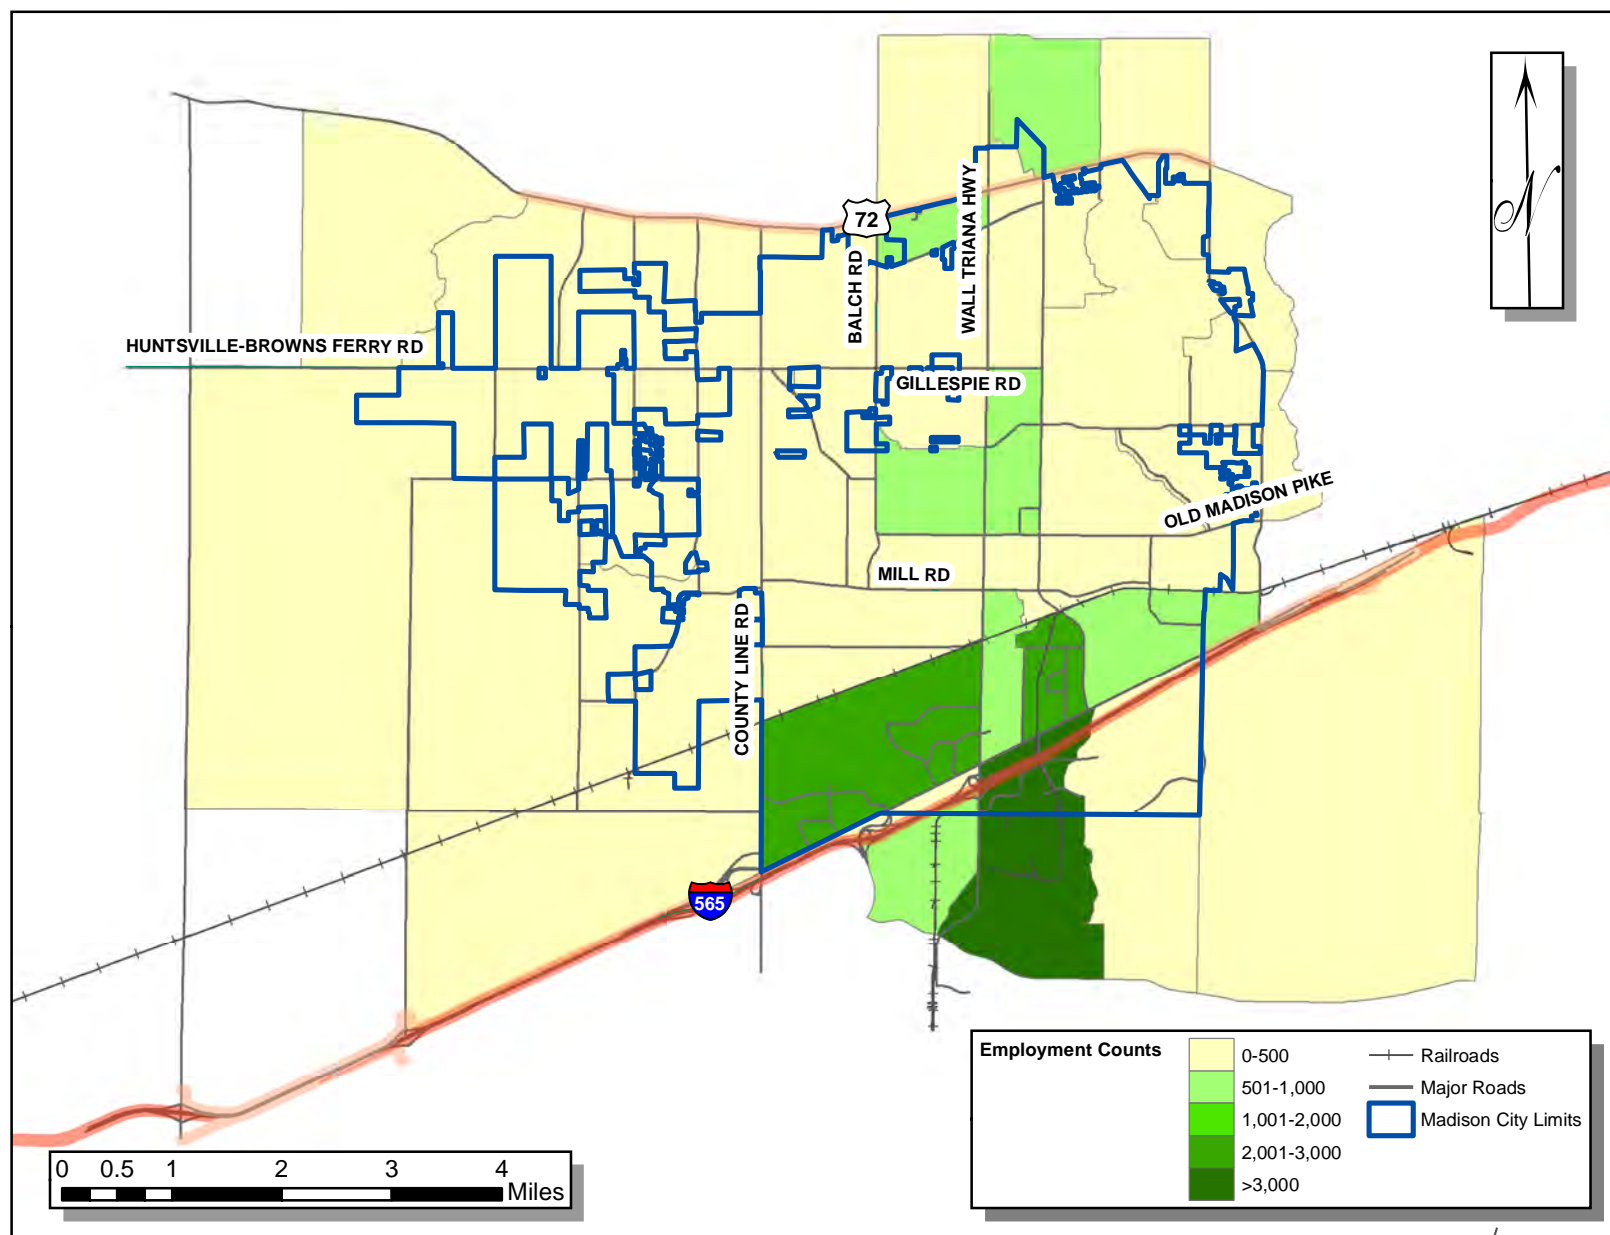 N
72
BALCH RD
WALL TRIANA HWY
HUNTSVILLE-BROWNS FERRY RD
GILLESPIE RD
OLD MADISON PIKE
MILL RD
COUNTY LINE RD
565
Employment Counts
0-500
501-1,000
1,001-2,000
2,001-3,000
>3,000
Railroads
Major Roads
Madison City Limits
0 0.5 1 2 3 4
Miles